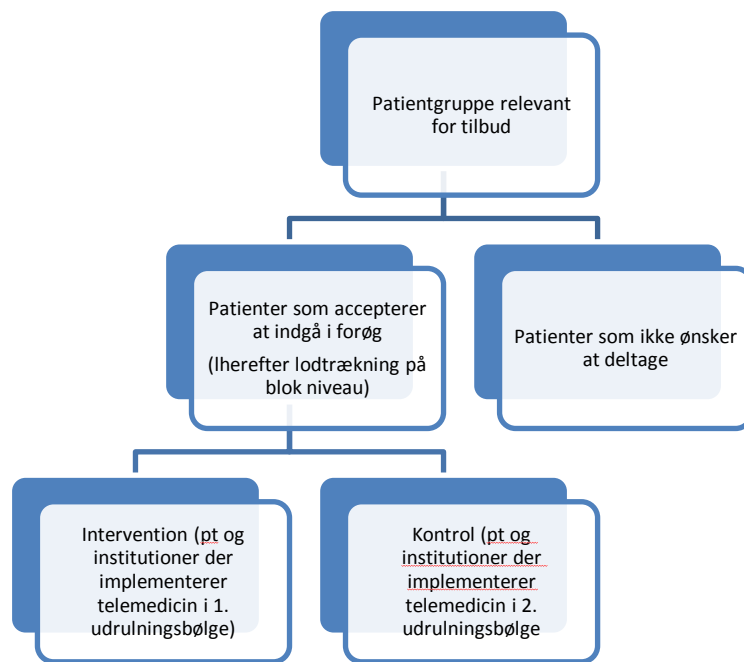 Patientgruppe relevant
for tilbud
Patienter som accepterer
at indgå i forøg
(lherefter lodtrækning på
blok niveau)
Patienter som ikke ønsker
at deltage
Intervention (pt og
institutioner der
implementerer
telemedicin i 1.
udrulningsbølge)
Kontrol (pt og
institutioner der
implementerer
telemedicin i 2.
udrulningsbølge